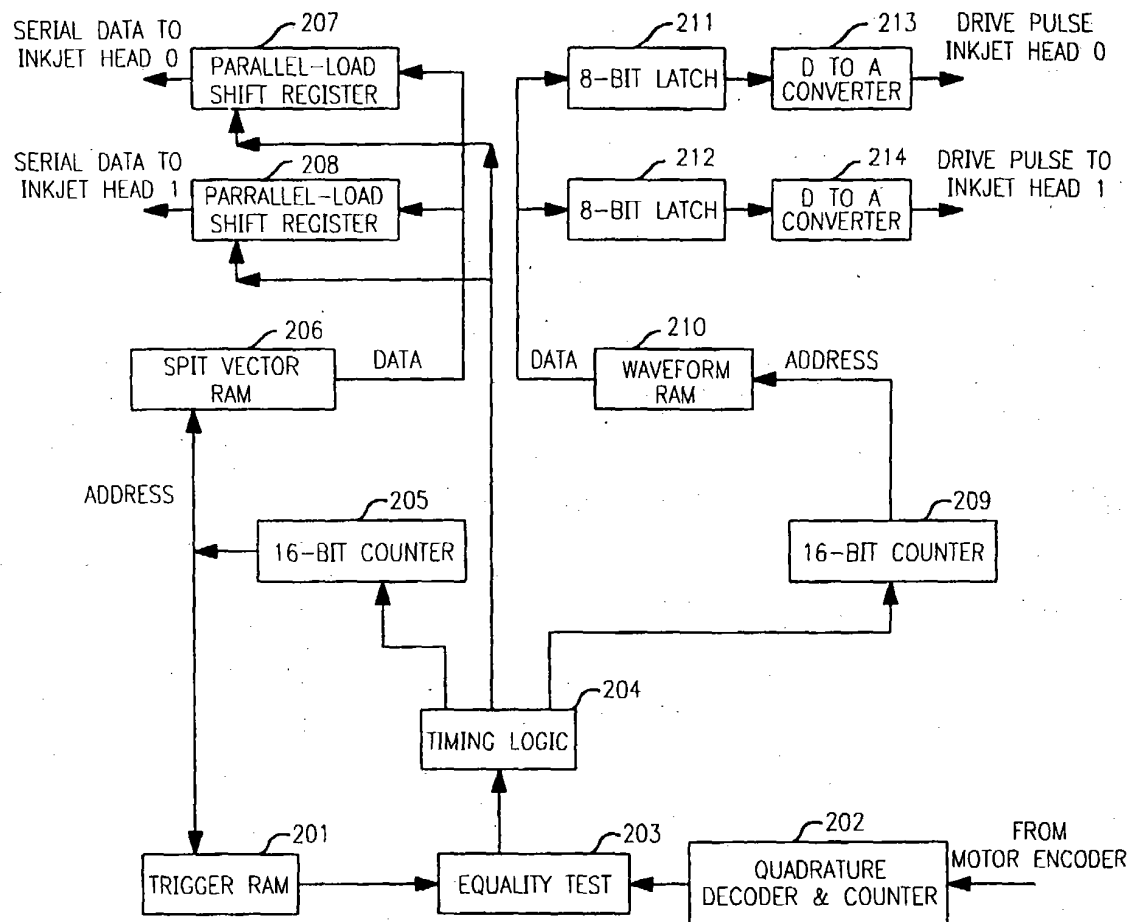 SERIAL DATA TO
INKJET HEAD 0
207
PARALLEL-LOAD
SHIFT REGISTER
211
8-BIT LATCH
213
D TO A
CONVERTER
DRIVE PULSE
INKJET HEAD 0
SERIAL DATA TO
INKJET HEAD 1
208
PARRALLEL-LOAD
SHIFT REGISTER
212
8-BIT LATCH
214
D TO A
CONVERTER
DRIVE PULSE TO
INKJET HEAD 1
206
SPIT VECTOR
RAM
DATA
DATA
210
WAVEFORM
RAM
ADDRESS
ADDRESS
205
16-BIT COUNTER
209
16-BIT COUNTER
204
TIMING LOGIC
201
TRIGGER RAM
203
EQUALITY TEST
202
QUADRATURE
DECODER & COUNTER
FROM
MOTOR ENCODER